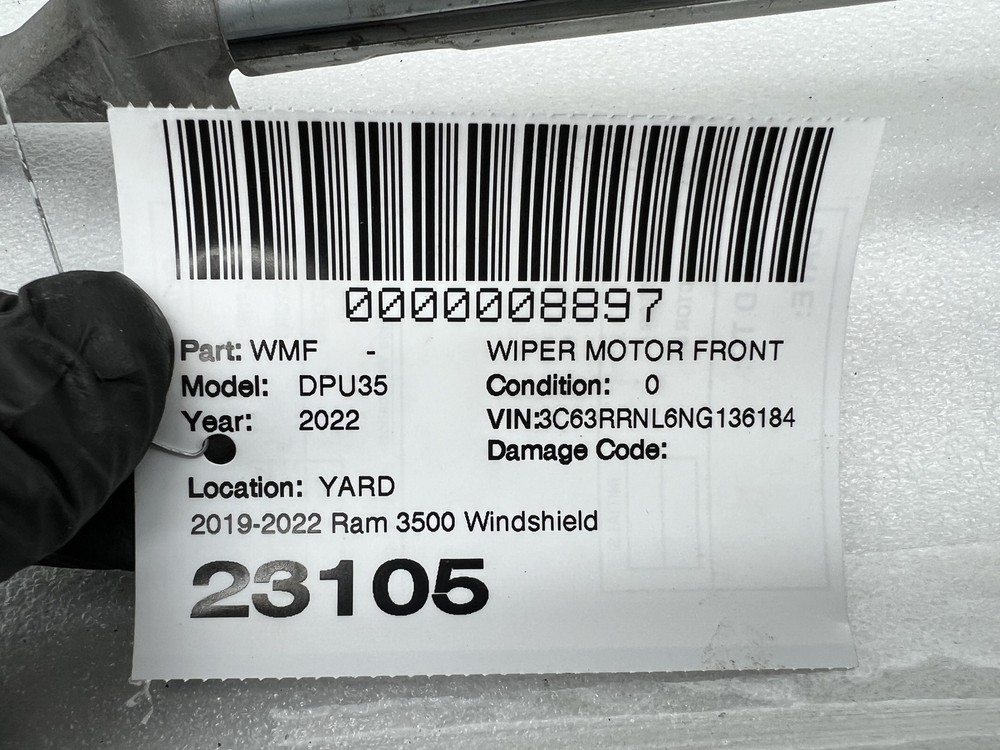 0000008897
Part: WMF - WIPER MOTOR FRONT
Model: DPU35 Condition: 0
Year: 2022 VIN:3C63RRNL6NG136184
Damage Code:
Location: YARD
2019-2022 Ram 3500 Windshield
23105